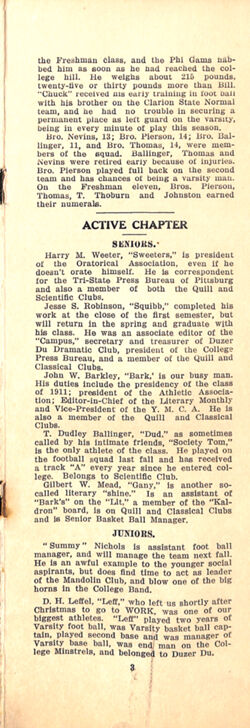 the Freshman class, and the Phi Gams nab-
bed him as soon as he had reached the col-
lege hill. He weighs about 215 pounds,
twenty-five or thirty pounds more than Bill.
"Chuck" received his early training in foot ball
with his brother on the Clarion State Normal
team, and he had no trouble in securing a
permanent place as left guard on the varsity,
being in every minute of play this season.
Bro. Nevins, 13; Bro. Pierson, 14; Bro. Bal-
linger, 11, and Bro. Thomas, 14, were mem-
bers of the squad. Ballinger, Thomas and
Nevins were retired early because of injuries.
Bro. Pierson played full back on the second
team and has chances of being a varsity man.
On the Freshman eleven, Bros. Pierson,
Thomas, T. Thoburn and Johnston earned
their numerals.
ACTIVE CHAPTER
SENIORS.
Harry M. Weeter, "Sweeters," is president
of the Oratorical Association, even if he
doesn't orate himself. He is correspondent
for the Tri-State Press Bureau of Pittsburg
and also a member of both the Quill and
Scientific Clubs.
Jesse S. Robinson, "Squibb," completed his
work at the close of the first semester, but
will return in the spring and graduate with
his class. He was an associate editor of the
"Campus," secretary and treasurer of Duzer
Du Dramatic Club, president of the College
Press Bureau, and a member of the Quill and
Classical Clubs.
John W. Barkley, "Bark,' is our busy man.
His duties include the presidency of the class
of 1911; president of the Athletic Associa-
tion; Editor-in-Chief of the Literary Monthly
and Vice-President of the Y. M. C. A. He is
also a member of the Quill and Classical
Clubs.
T. Dudley Ballinger, "Dud," as sometimes
called by his intimate friends, "Society Tom,"
is the only athlete of the class. He played on
the football squad last fall and has received
a track "A" every year since he entered col-
lege. Belongs to Scientific Club.
Gilbert W. Mead, "Gany," is another so-
called literary "shine." Is an assistant of
"Bark's" on the "Lit," a member of the "Kal-
dron" board, is on Quill and Classical Clubs
and is Senior Basket Ball Manager.
JUNIORS.
"Summy" Nichols is assistant foot ball
manager, and will manage the team next fall.
He is an awful example to the younger social
aspirants, but does find time to act as leader
of the Mandolin Club, and blow one of the big
horns in the College Band.
D. H. Leffel, "Leff," who left us shortly after
Christmas to go to WORK, was one of our
biggest athletes. "Leff" played two years of
Varsity foot ball, was Varsity basket ball cap-
tain, played second base and was manager of
Varsity base ball, was end man on the Col-
lege Minstrels, and belonged to Duzer Du.
3